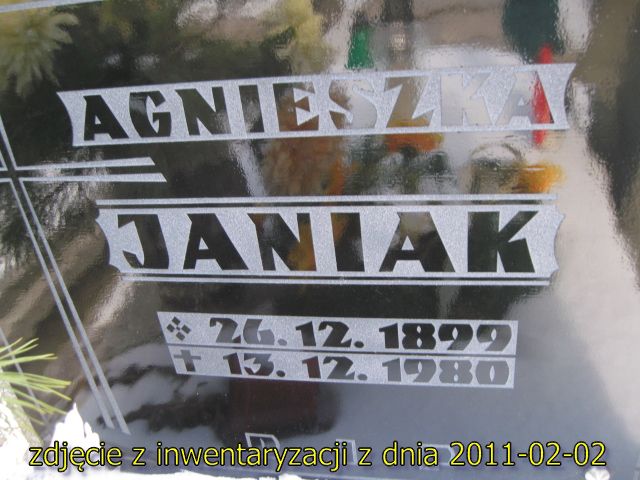 AGNIESZKA
JANIAK
26. 12. 1899
✝ 13. 12. 1980
zdjęcie z inwentaryzacji z dnia 2011-02-02